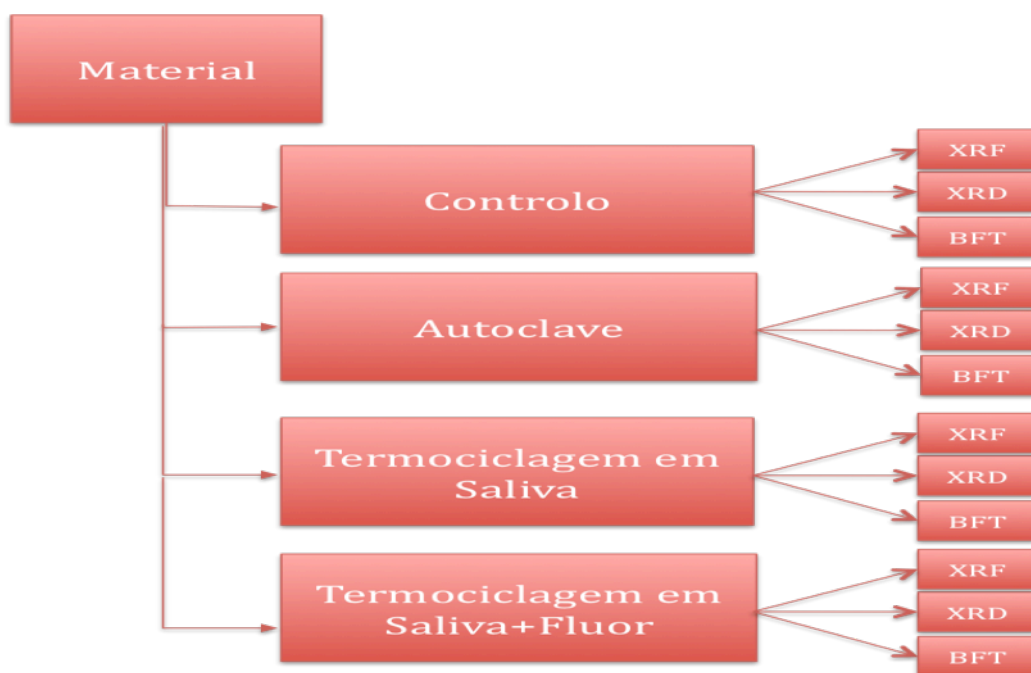 Material
Controlo
XRF
XRD
BFT
Autoclave
XRF
XRD
BFT
Termociclagem em
Saliva
XRF
XRD
BFT
Termociclagem em
Saliva+Fluor
XRF
XRD
BFT